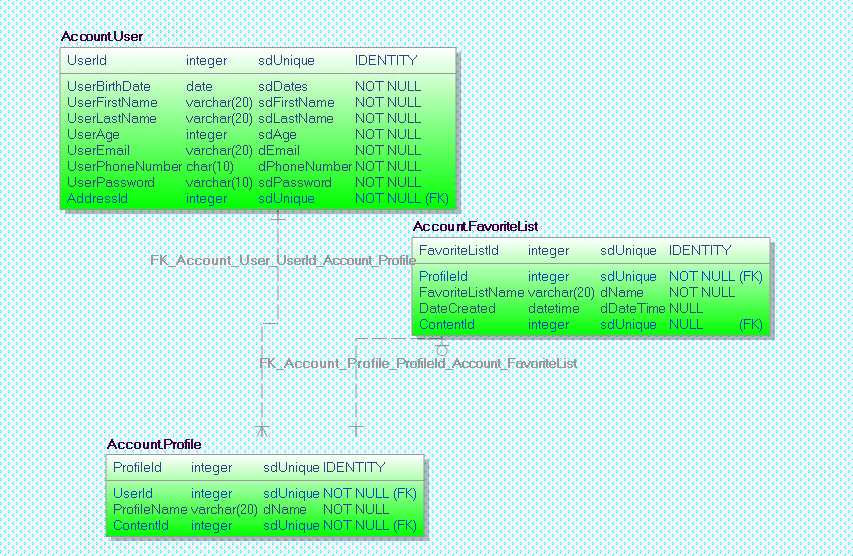 Account.User
UserId integer sdUnique IDENTITY
UserBirthDate date sdDates NOT NULL
UserFirstName varchar(20) sdFirstName NOT NULL
UserLastName varchar(20) sdLastName NOT NULL
UserAge integer sdAge NOT NULL
UserEmail varchar(20) dEmail NOT NULL
UserPhoneNumber char(10) dPhoneNumber NOT NULL
UserPassword varchar(10) sdPassword NOT NULL
AddressId integer sdUnique NOT NULL (FK)
FK_Account_User_UserId_Account_Profile
Account.FavoriteList
FavoriteListId integer sdUnique IDENTITY
ProfileId integer sdUnique NOT NULL (FK)
FavoriteListName varchar(20) dName NOT NULL
DateCreated datetime dDateTime NULL
ContentId integer sdUnique NULL (FK)
FK_Account_Profile_ProfileId_Account_FavoriteList
Account.Profile
ProfileId integer sdUnique IDENTITY
UserId integer sdUnique NOT NULL (FK)
ProfileName varchar(20) dName NOT NULL
ContentId integer sdUnique NOT NULL (FK)